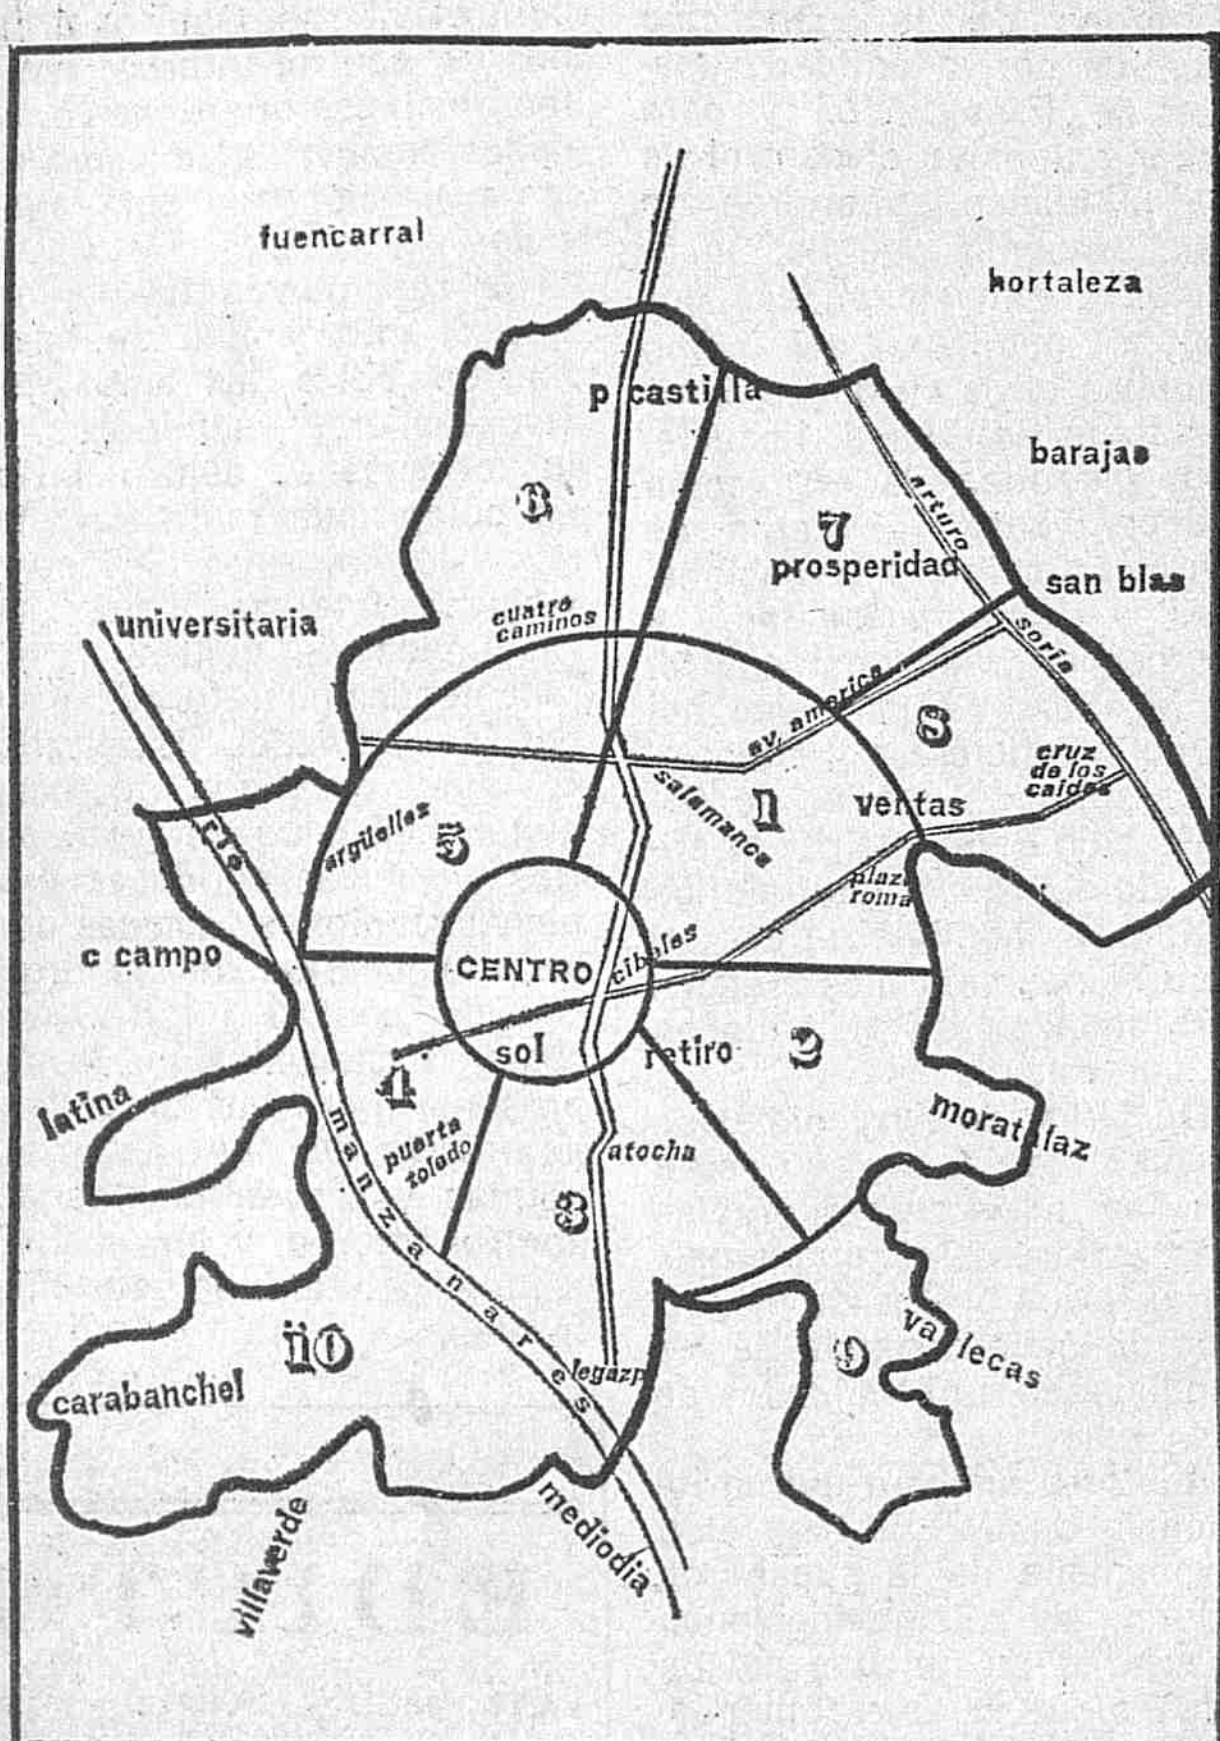 fuencarral
hortaleza
p castilla
barajas
6
7
arturo
prosperidad
san blas
cuatro
caminos
universitaria
soria
av. america
8
cruz
de los
caidos
salamanca
1
ventas
argüelles
5
rio
plaza
roma
c campo
CENTRO
cibeles
sol
retiro
2
4
latina
manzanares
puerta
toledo
atocha
moratalaz
3
10
9
vallecas
legazpi
carabanchel
mediodia
villaverde